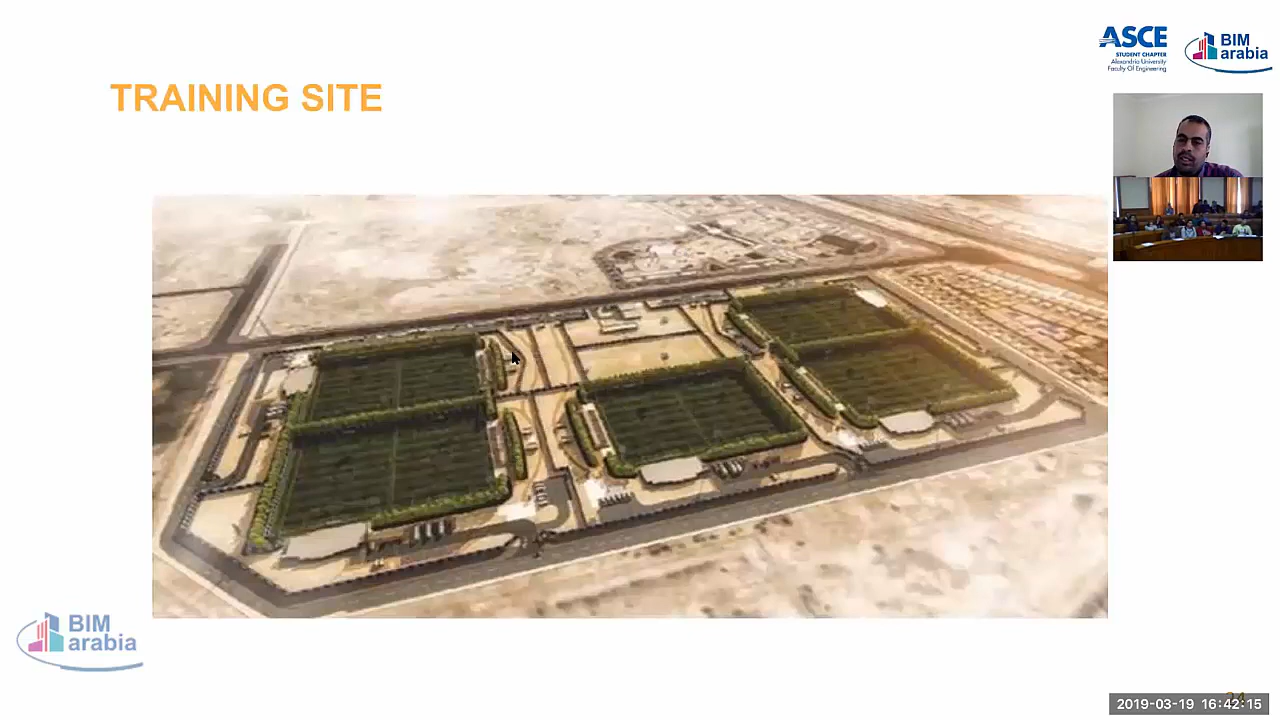 ASCE
STUDENT CHAPTER
Alexandria University
Faculty Of Engineering
BIM
arabia
TRAINING SITE
BIM
arabia
24
2019-03-19 16:42:15